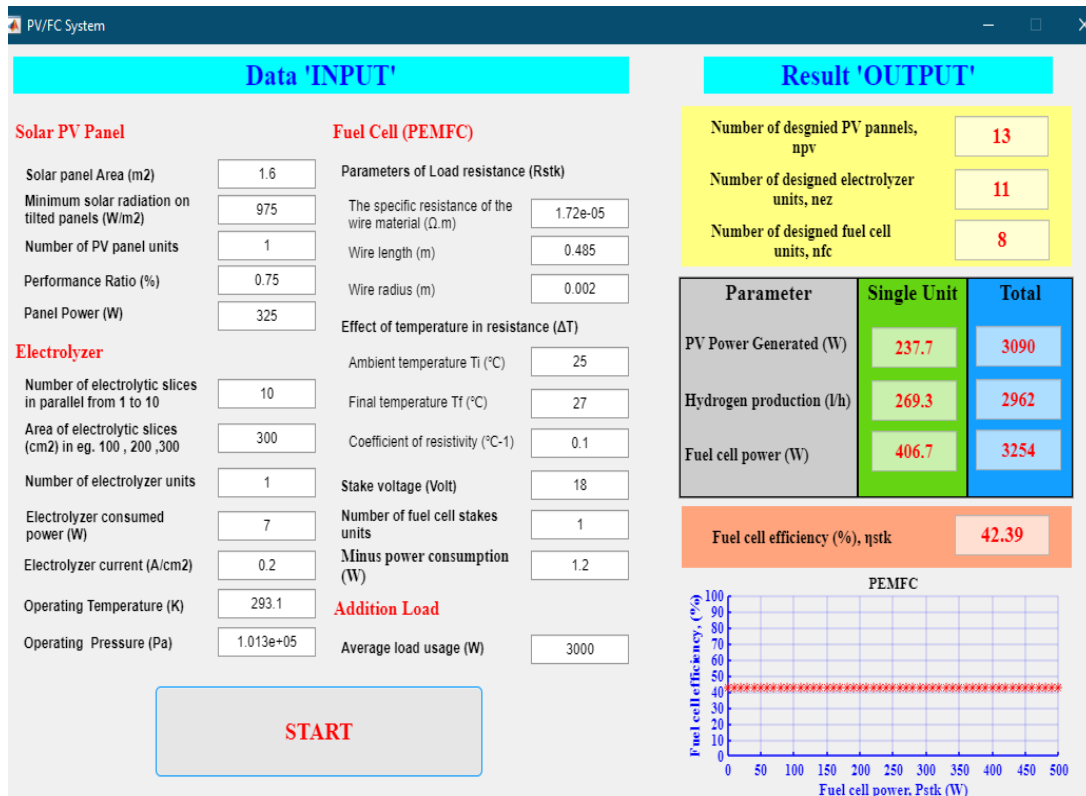 PV/FC System
Data 'INPUT'
Solar PV Panel
Solar panel Area (m2)
1.6
Minimum solar radiation on
tilted panels (W/m2)
975
Number of PV panel units
1
Performance Ratio (%)
0.75
Panel Power (W)
325
Electrolyzer
Number of electrolytic slices
in parallel from 1 to 10
10
Area of electrolytic slices
(cm2) in eg. 100 , 200 ,300
300
Number of electrolyzer units
1
Electrolyzer consumed
power (W)
7
Electrolyzer current (A/cm2)
0.2
Operating Temperature (K)
293.1
Operating Pressure (Pa)
1.013e+05
Fuel Cell (PEMFC)
Parameters of Load resistance (Rstk)
The specific resistance of the
wire material (Ω.m)
1.72e-05
Wire length (m)
0.485
Wire radius (m)
0.002
Effect of temperature in resistance (ΔT)
Ambient temperature Ti (°C)
25
Final temperature Tf (°C)
27
Coefficient of resistivity (°C-1)
0.1
Stake voltage (Volt)
18
Number of fuel cell stakes
units
1
Minus power consumption
(W)
1.2
Addition Load
Average load usage (W)
3000
START
Result 'OUTPUT'
Number of desgnied PV pannels,
npv
13
Number of designed electrolyzer
units, nez
11
Number of designed fuel cell
units, nfc
8
Parameter Single Unit Total
PV Power Generated (W) 237.7 3090
Hydrogen production (l/h) 269.3 2962
Fuel cell power (W) 406.7 3254
Fuel cell efficiency (%), ηstk 42.39
PEMFC
Fuel cell efficiency, (%)
100
90
80
70
60
50
40
30
20
10
0
0 50 100 150 200 250 300 350 400 450 500
Fuel cell power, Pstk (W)